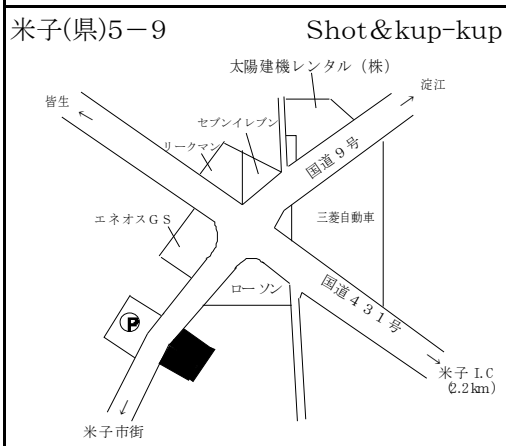 米子(県)5－9 Shot&kup-kup
太陽建機レンタル（株）
淀江
皆生
セブンイレブン
リークマン
国道9号
エネオスＧＳ
三菱自動車
ローソン
国道４３１号
P
米子 I.C
(2.2km)
米子市街